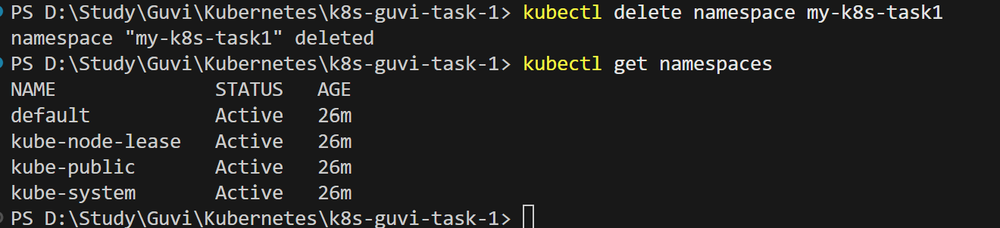 PS D:\Study\Guvi\Kubernetes\k8s-guvi-task-1> kubectl delete namespace my-k8s-task1
namespace "my-k8s-task1" deleted
PS D:\Study\Guvi\Kubernetes\k8s-guvi-task-1> kubectl get namespaces
NAME              STATUS   AGE
default           Active   26m
kube-node-lease   Active   26m
kube-public       Active   26m
kube-system       Active   26m
PS D:\Study\Guvi\Kubernetes\k8s-guvi-task-1>